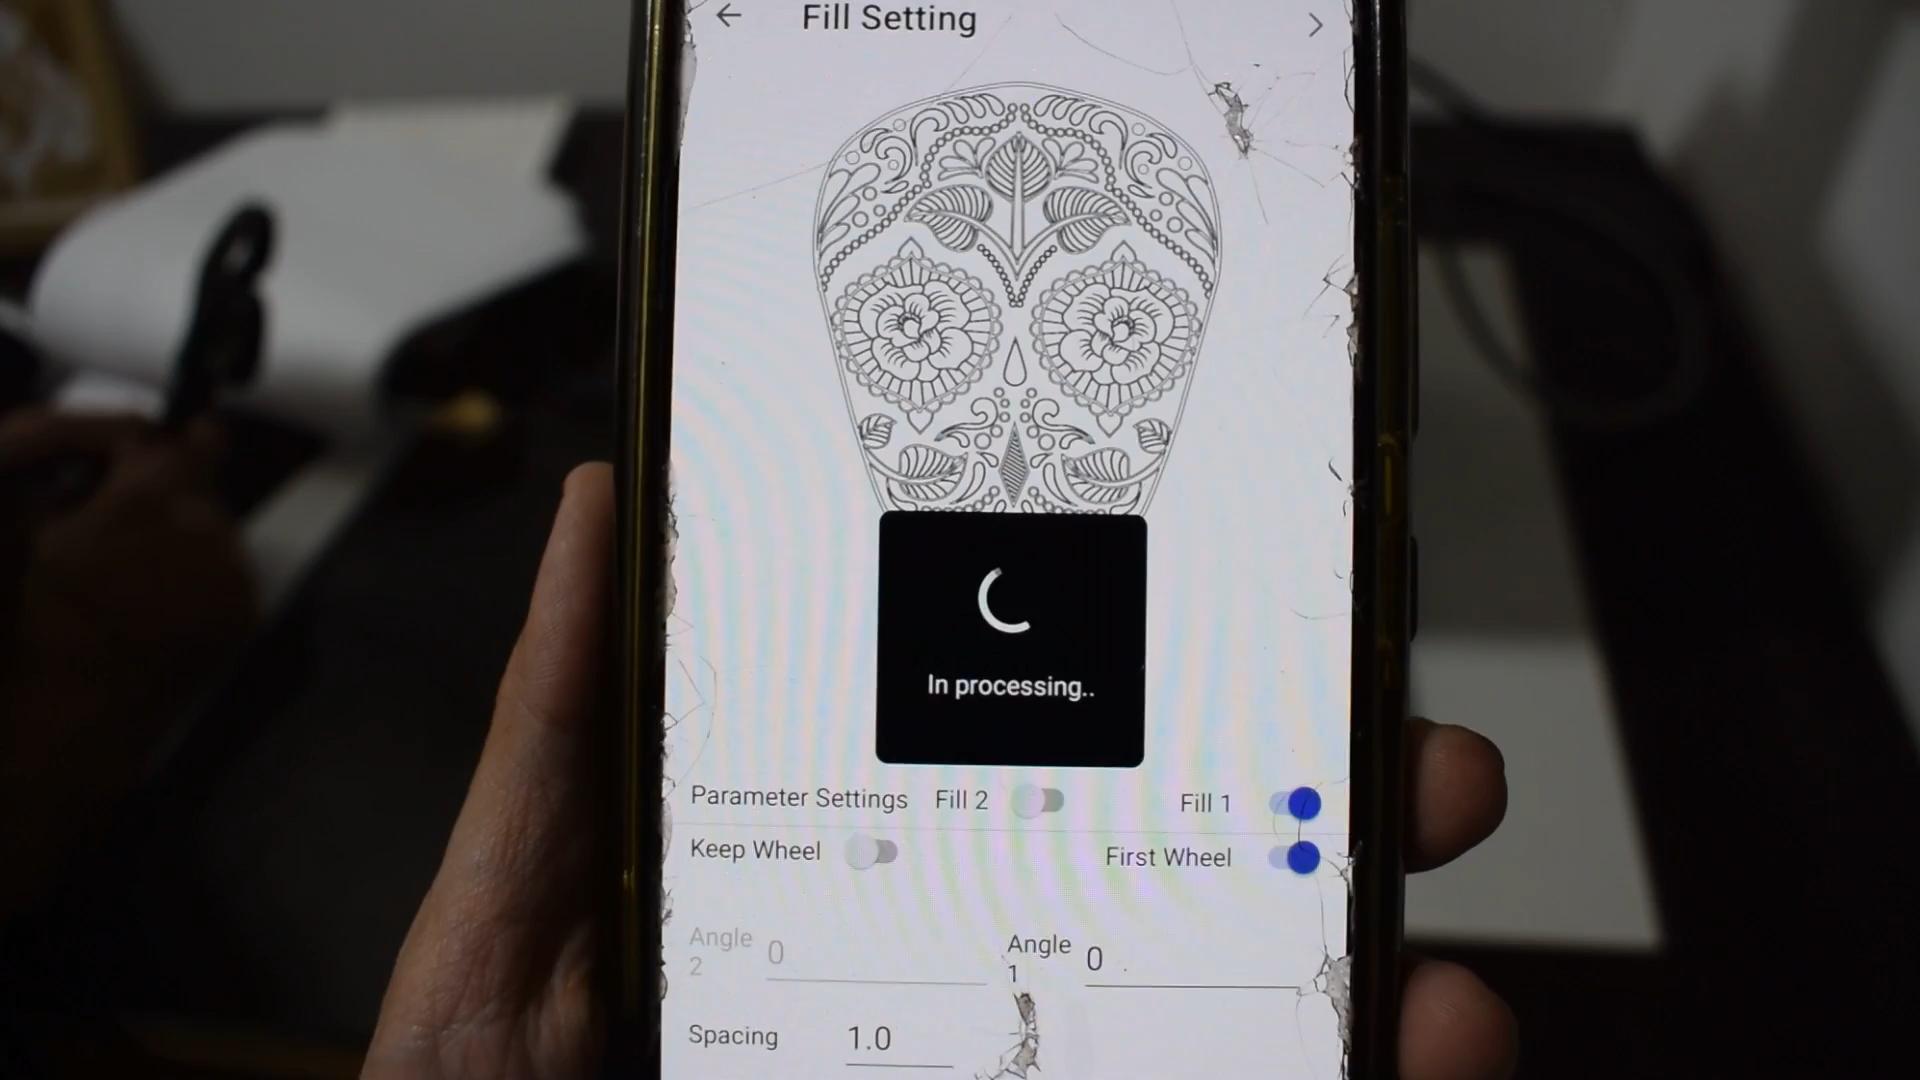 Fill Setting
In processing..
Parameter Settings Fill 2 Fill 1
Keep Wheel First Wheel
Angle 2 0 Angle 1 0
Spacing 1.0